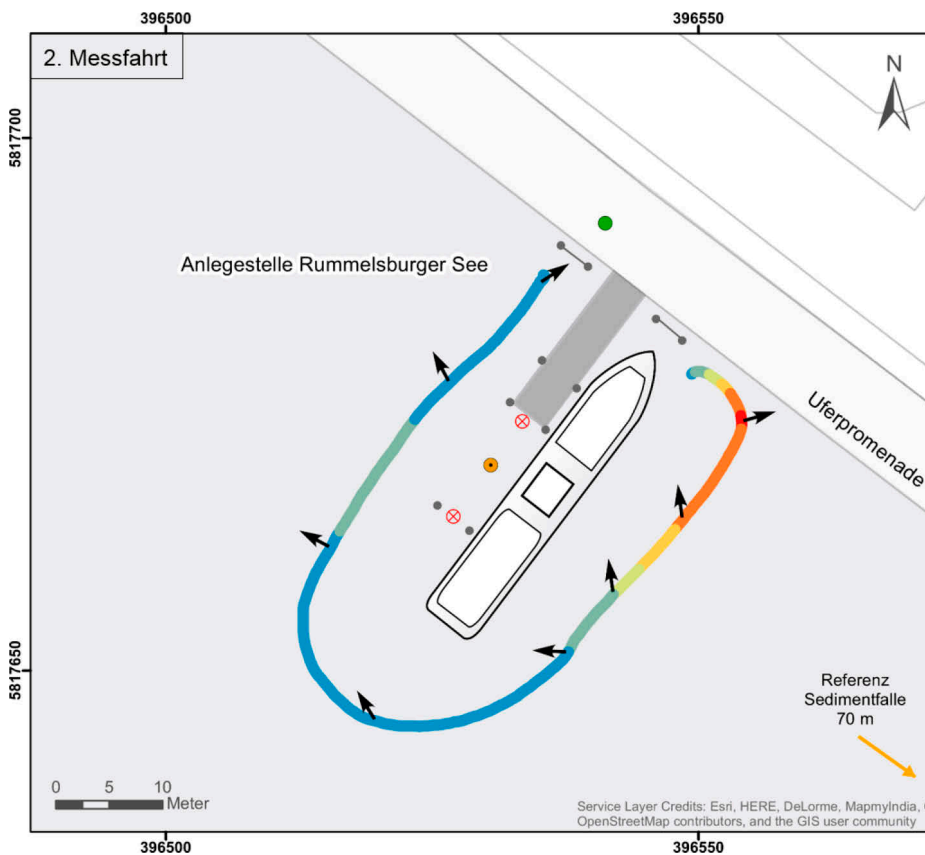 396500
396550
2. Messfahrt
N
5817700
Anlegestelle Rummelsburger See
Uferpromenade
5817650
Referenz
Sedimentfalle
70 m
0 5 10
Meter
Service Layer Credits: Esri, HERE, DeLorme, MapmyIndia,
OpenStreetMap contributors, and the GIS user community
396500
396550